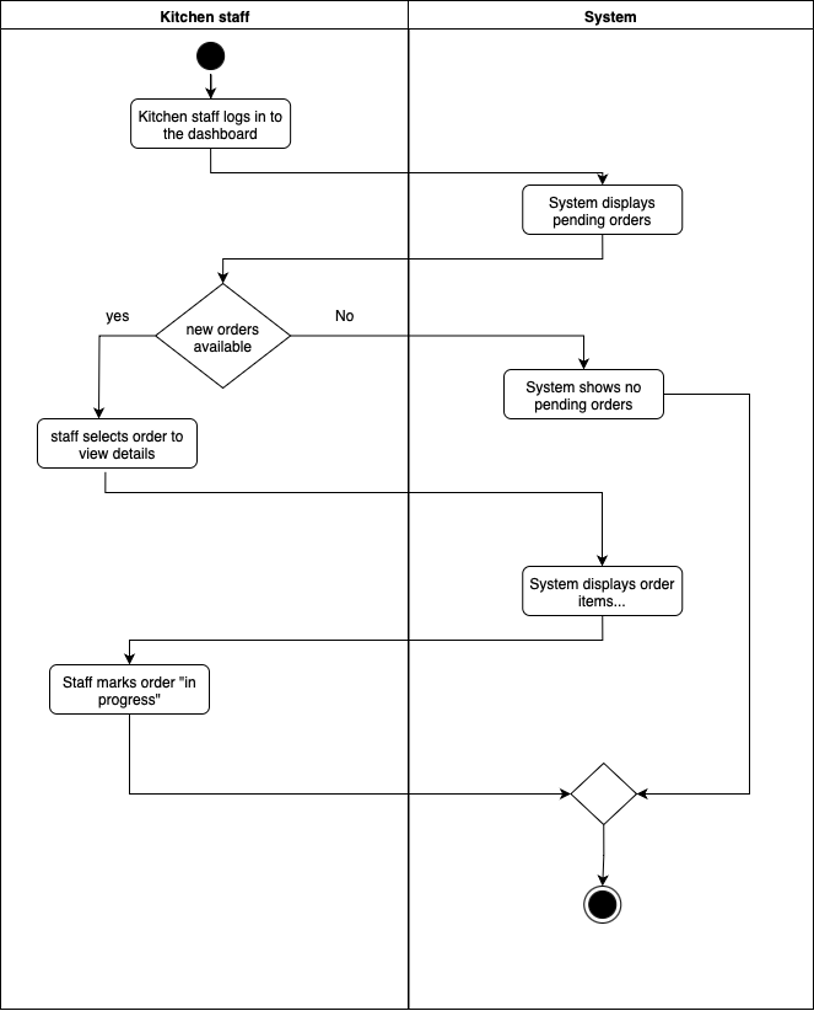 Kitchen staff
System
Kitchen staff logs in to
the dashboard
System displays
pending orders
new orders
available
yes
No
System shows no
pending orders
staff selects order to
view details
System displays order
items...
Staff marks order "in
progress"